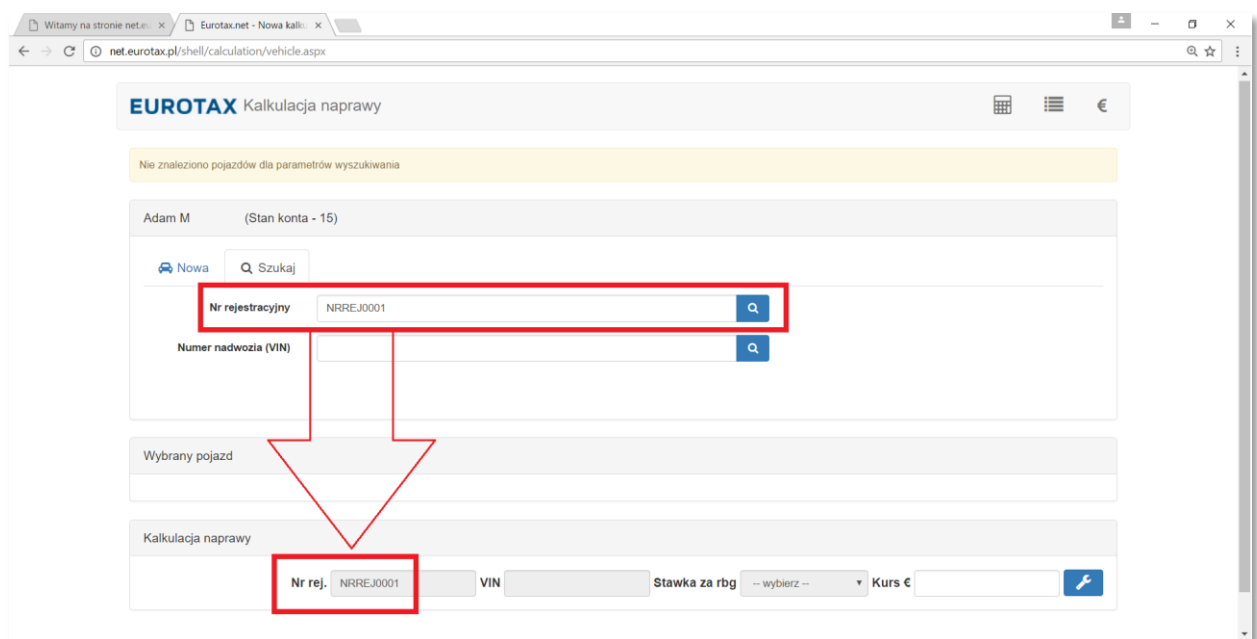 Witamy na stronie net.eu
Eurotax.net - Nowa kalku
net.eurotax.pl/shell/calculation/vehicle.aspx
EUROTAX Kalkulacja naprawy
€
Nie znaleziono pojazdów dla parametrów wyszukiwania
Adam M (Stan konta - 15)
Nowa Szukaj
Nr rejestracyjny NRREJ0001
Numer nadwozia (VIN)
Wybrany pojazd
Kalkulacja naprawy
Nr rej. NRREJ0001 VIN Stawka za rbg -- wybierz -- Kurs €